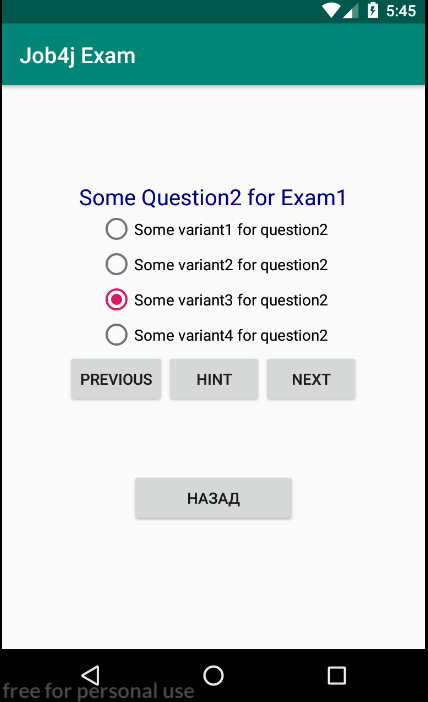 5:45
Job4j Exam
Some Question2 for Exam1
Some variant1 for question2
Some variant2 for question2
Some variant3 for question2
Some variant4 for question2
PREVIOUS HINT NEXT
НАЗАД
free for personal use